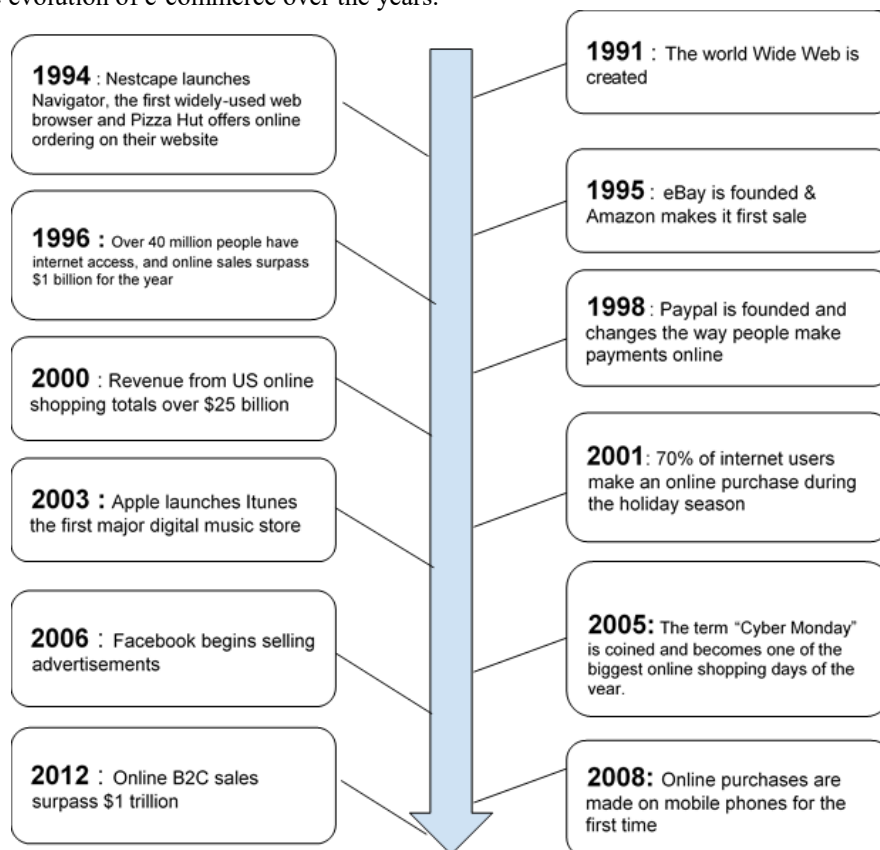 evolution of e-commerce over the years.
1991 : The world Wide Web is
created
1994 : Nestcape launches
Navigator, the first widely-used web
browser and Pizza Hut offers online
ordering on their website
1995 : eBay is founded &
Amazon makes it first sale
1996 : Over 40 million people have
internet access, and online sales surpass
$1 billion for the year
1998 : Paypal is founded and
changes the way people make
payments online
2000 : Revenue from US online
shopping totals over $25 billion
2001: 70% of internet users
make an online purchase during
the holiday season
2003 : Apple launches Itunes
the first major digital music store
2005: The term “Cyber Monday”
is coined and becomes one of the
biggest online shopping days of the
year.
2006 : Facebook begins selling
advertisements
2008: Online purchases are
made on mobile phones for the
first time
2012 : Online B2C sales
surpass $1 trillion